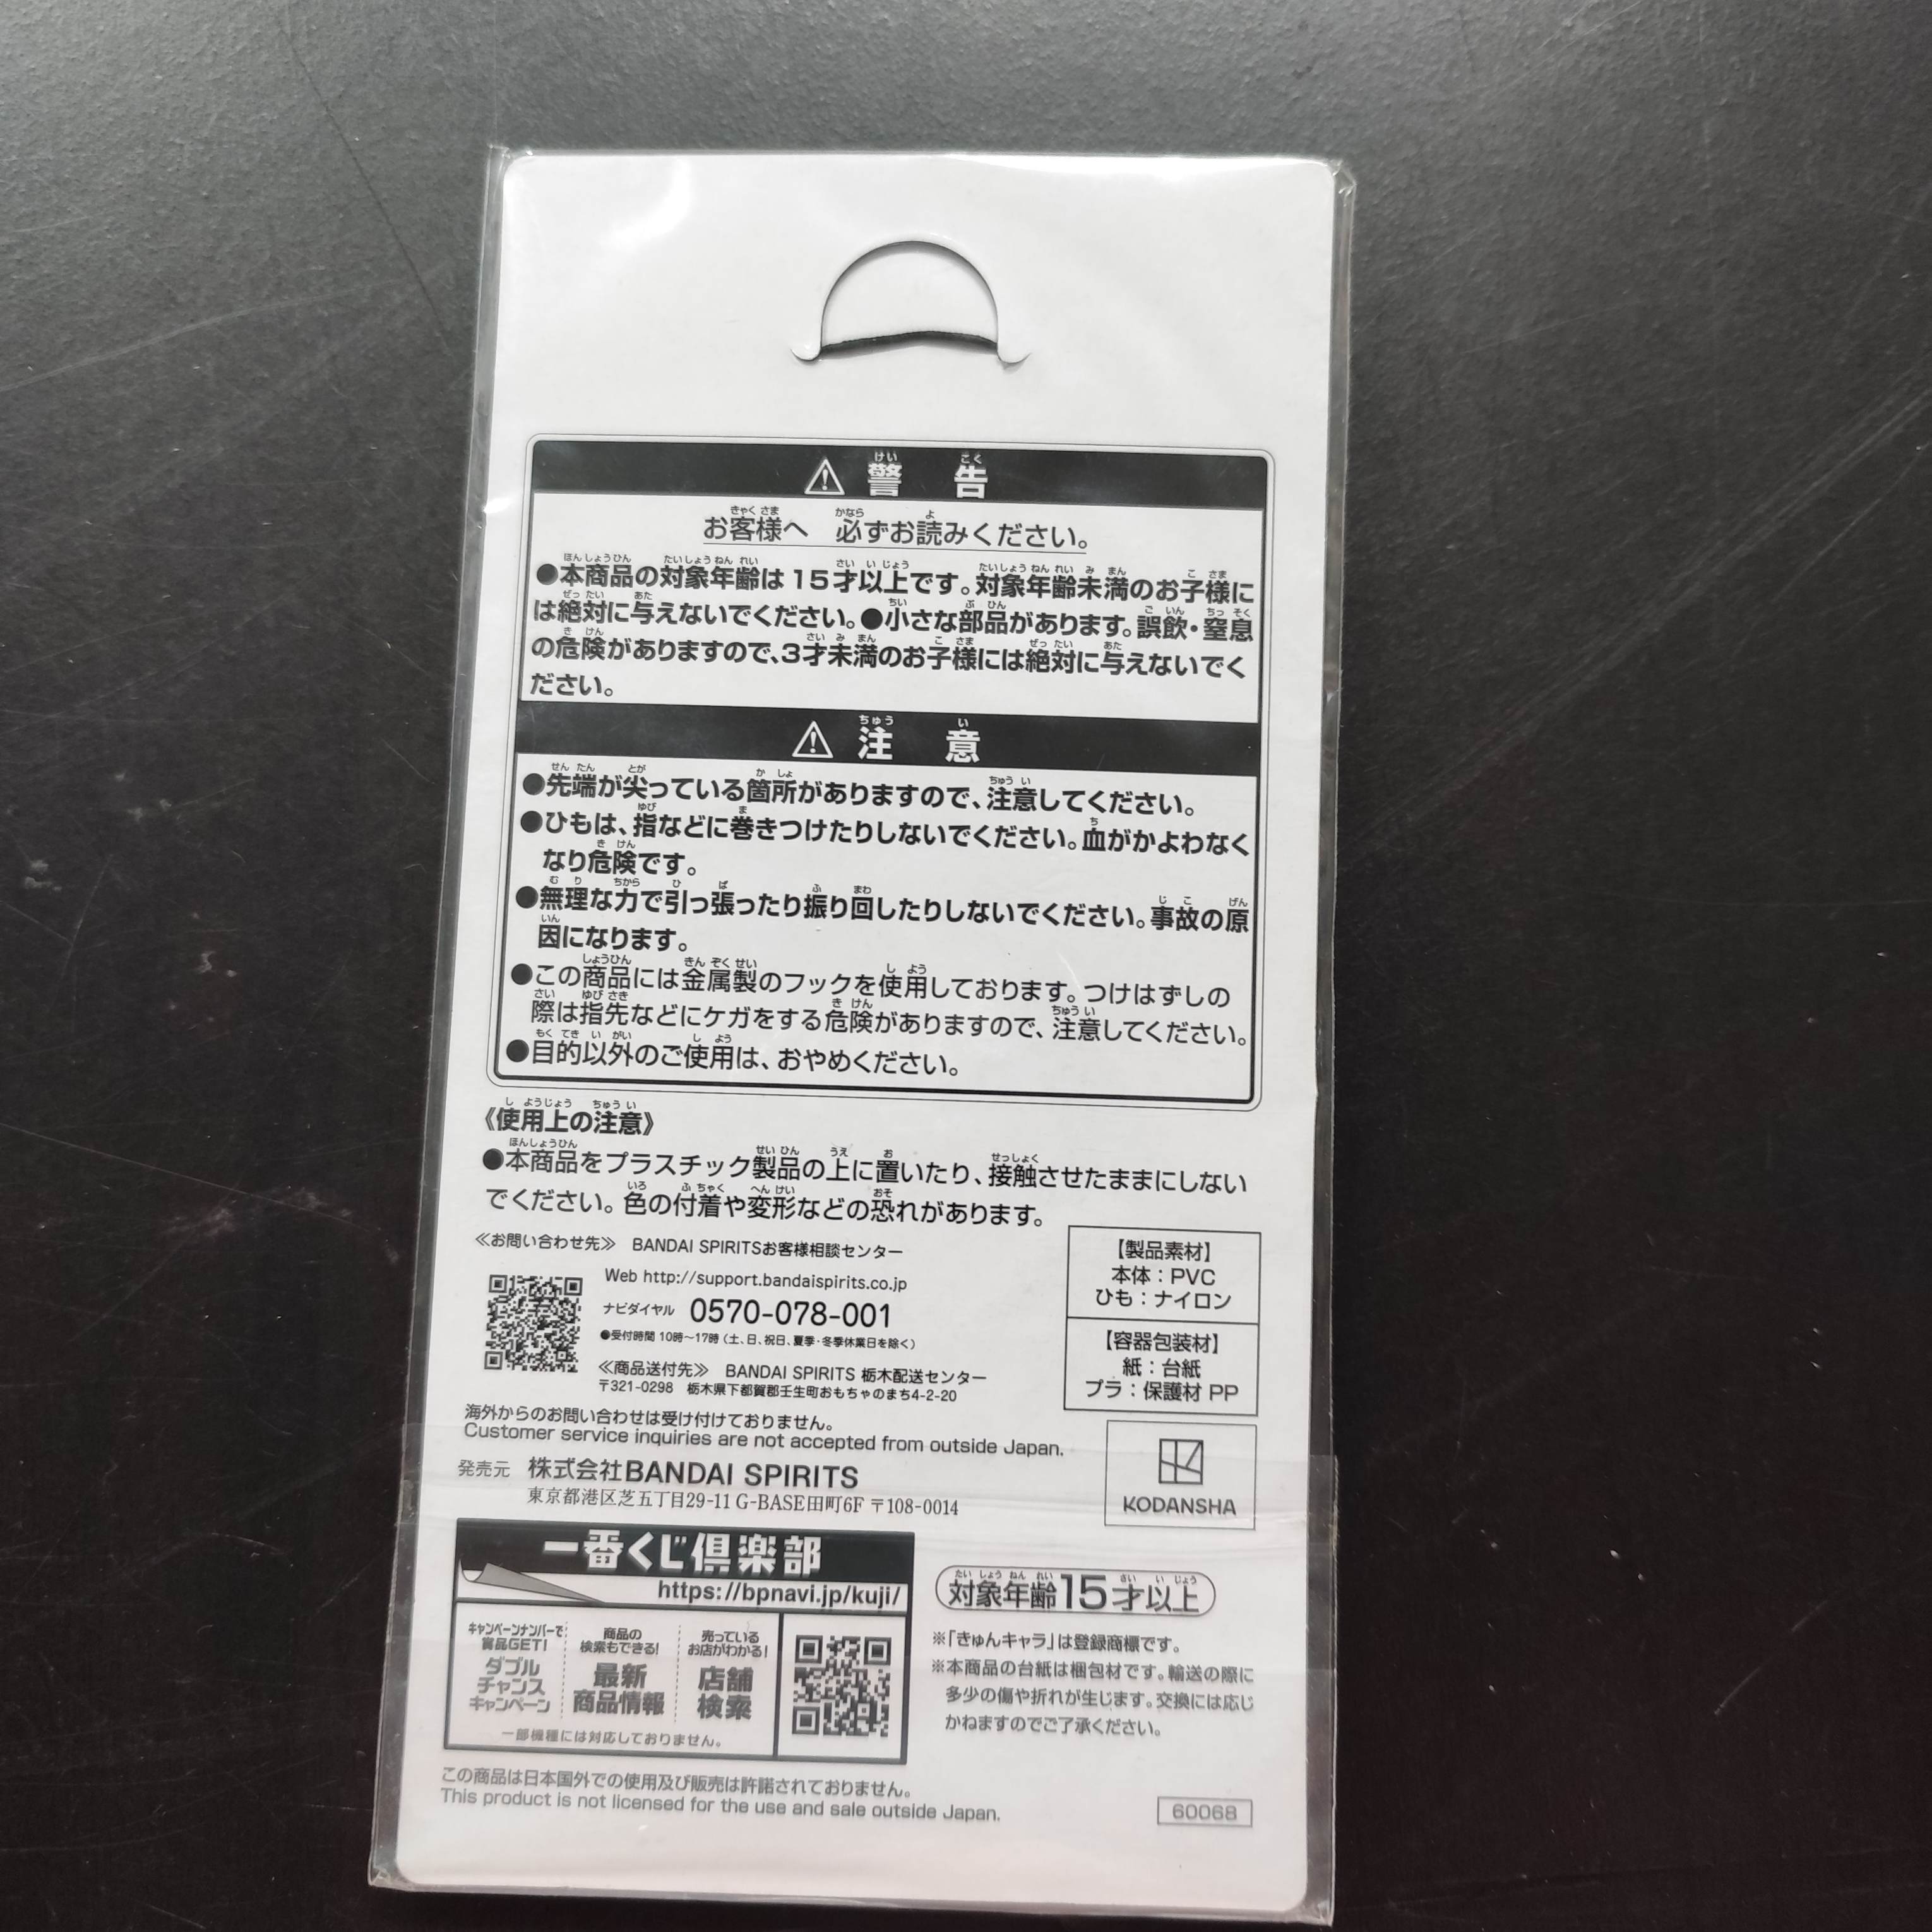 警告
お客様へ 必ずお読みください。
●本商品の対象年齢は15才以上です。対象年齢未満のお子様に
は絶対に与えないでください。●小さな部品があります。誤飲・窒息
の危険がありますので、3才未満のお子様には絶対に与えないでく
ださい。
注意
●先端が尖っている箇所がありますので、注意してください。
●ひもは、指などに巻きつけたりしないでください。血がかよわなく
なり危険です。
●無理な力で引っ張ったり振り回したりしないでください。事故の原
因になります。
●この商品には金属製のフックを使用しております。つけはずしの
際は指先などにケガをする危険がありますので、注意してください。
●目的以外のご使用は、おやめください。
《使用上の注意》
●本商品をプラスチック製品の上に置いたり、接触させたままにしない
でください。色の付着や変形などの恐れがあります。
≪お問い合わせ先≫ BANDAI SPIRITSお客様相談センター
Web http://support.bandaispirits.co.jp
ナビダイヤル 0570-078-001
●受付時間 10時～17時(土、日、祝日、夏季・冬季休業日を除く)
≪商品送付先≫ BANDAI SPIRITS 栃木配送センター
〒321-0298 栃木県下都賀郡壬生町おもちゃのまち4-2-20
【製品素材】
本体：PVC
ひも：ナイロン
【容器包装材】
紙：台紙
プラ：保護材 PP
海外からのお問い合わせは受け付けておりません。
Customer service inquiries are not accepted from outside Japan.
発売元 株式会社BANDAI SPIRITS
東京都港区芝五丁目29-11 G-BASE田町6F 〒108-0014
KODANSHA
一番くじ倶楽部
https://bpnavi.jp/kuji/
キャンペーンナンバーで
賞品GET!
ダブル
チャンス
キャンペーン
商品の
検索もできる!
最新
商品情報
売っている
お店がわかる!
店舗
検索
一部機種には対応しておりません。
対象年齢15才以上
※「きゅんキャラ」は登録商標です。
※本商品の台紙は梱包材です。輸送の際に
多少の傷や折れが生じます。交換には応じ
かねますのでご了承ください。
この商品は日本国外での使用及び販売は許諾されておりません。
This product is not licensed for the use and sale outside Japan.
60068